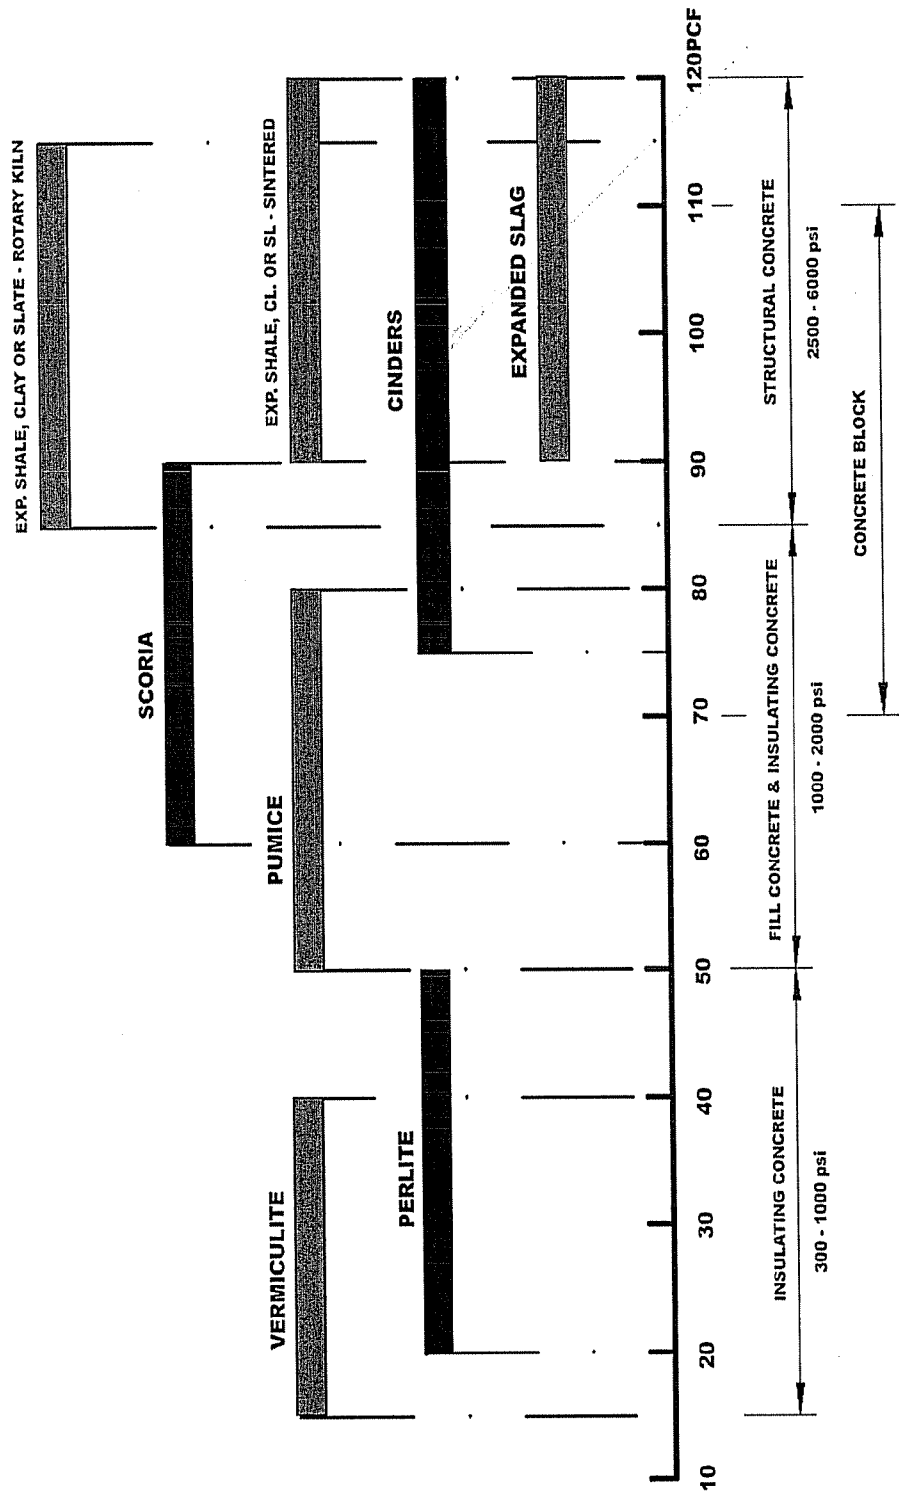 EXP. SHALE, CLAY OR SLATE - ROTARY KILN
SCORIA
VERMICULITE
PUMICE
EXP. SHALE, CL. OR SL - SINTERED
PERLITE
CINDERS
EXPANDED SLAG
10 20 30 40 50 60 70 80 90 100 110 120PCF
INSULATING CONCRETE
300 - 1000 psi
FILL CONCRETE & INSULATING CONCRETE
1000 - 2000 psi
STRUCTURAL CONCRETE
2500 - 6000 psi
CONCRETE BLOCK